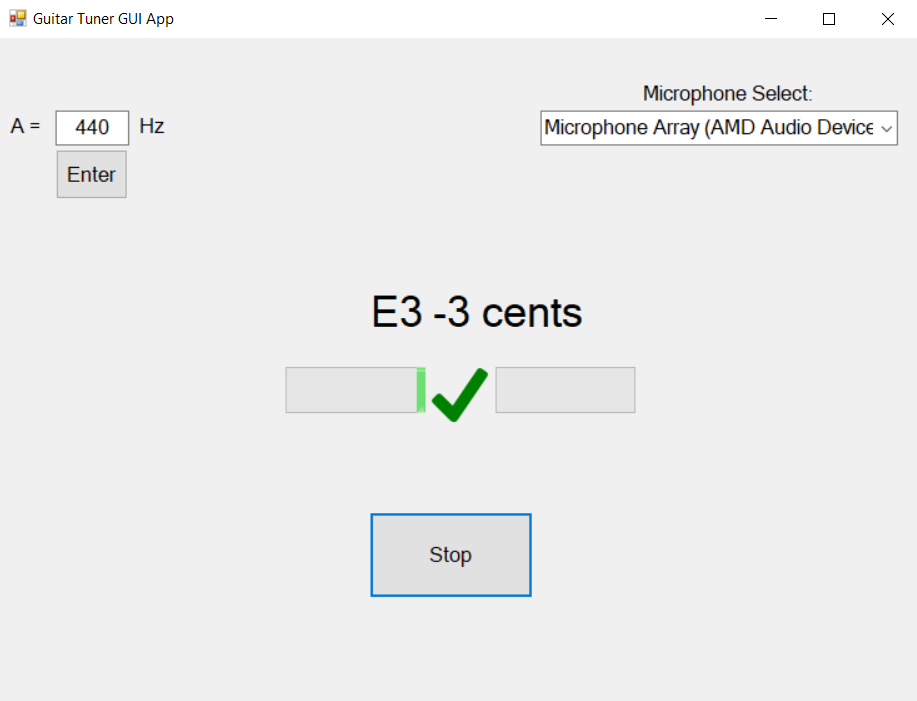 Guitar Tuner GUI App
Microphone Select:
A = 440 Hz
Microphone Array (AMD Audio Device
Enter
E3 -3 cents
Stop